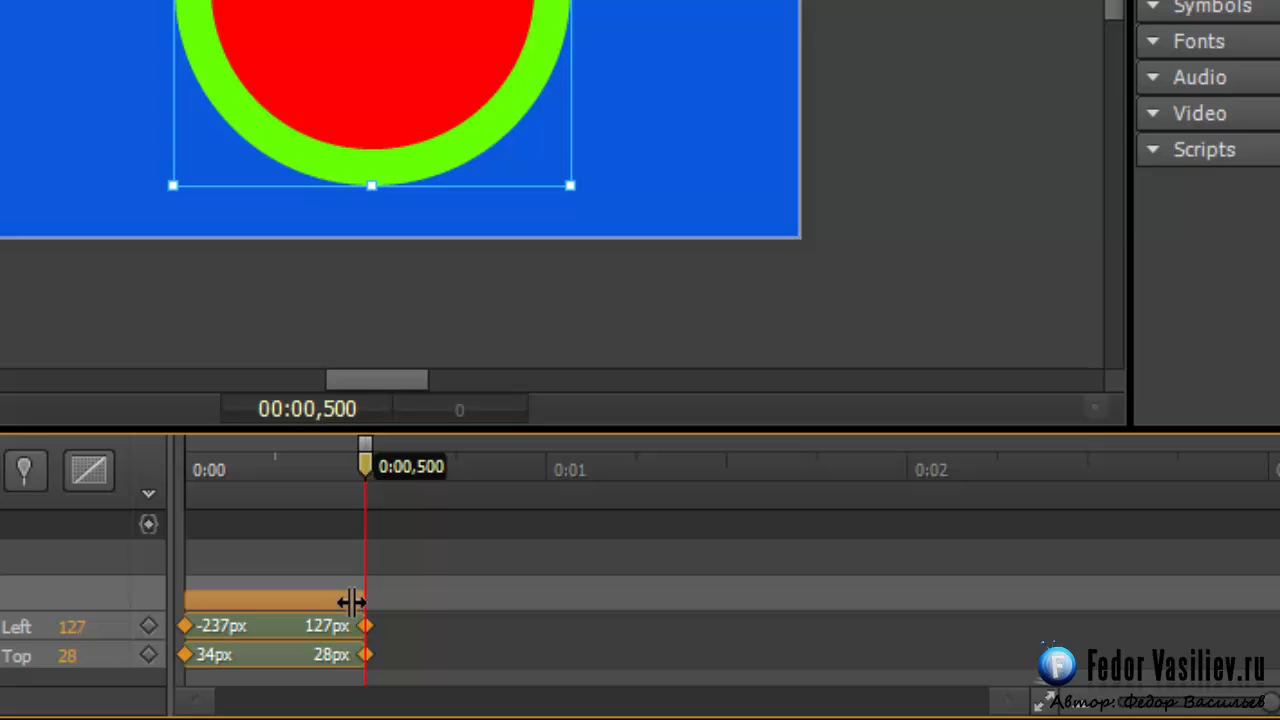 Symbols
Fonts
Audio
Video
Scripts
00:00,500
0
0:00
0:00,500
0:01
0:02
Left 127
-237px 127px
Top 28
34px 28px
Fedor Vasiliev.ru
Автор: Федор Васильев